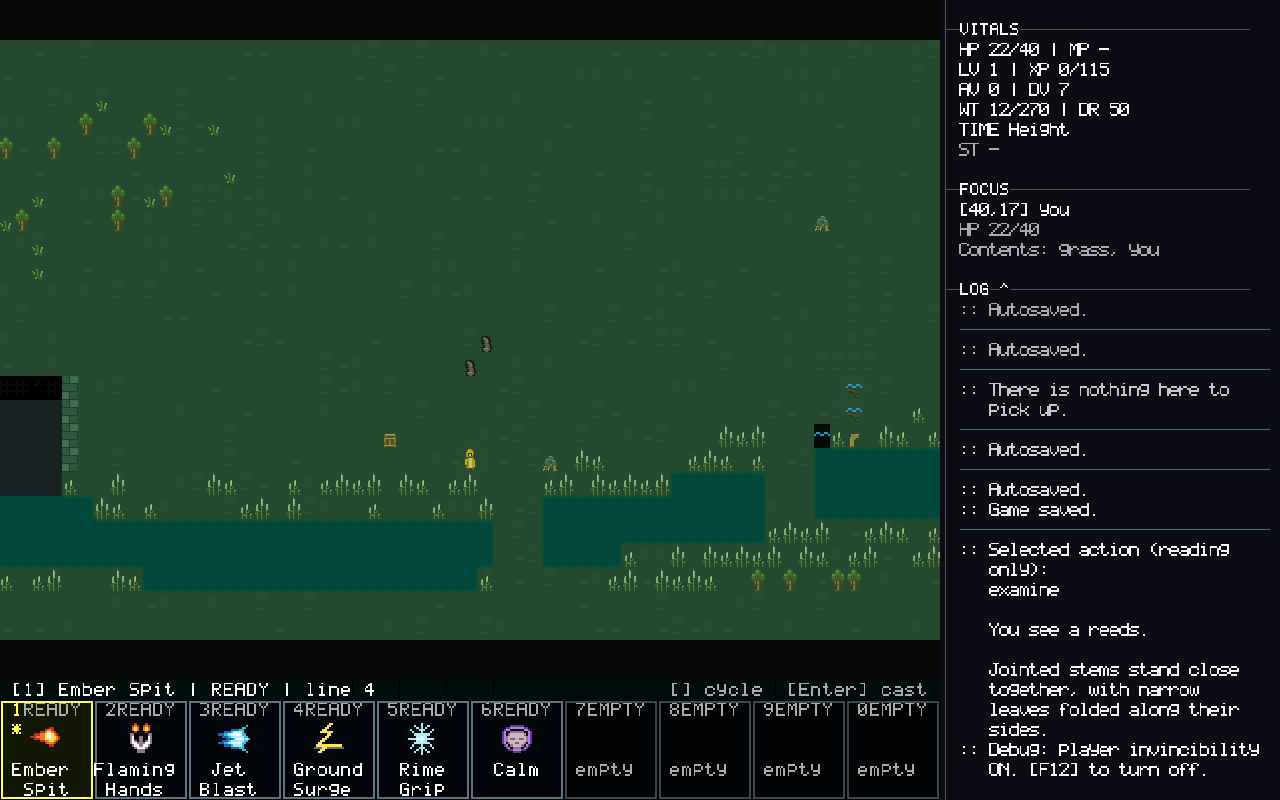 VITALS
HP 22/40 | MP -
LV 1 | XP 0/115
AV 0 | DV 7
WT 12/270 | DR 50
TIME Height
ST -
FOCUS
[40,17] You
HP 22/40
Contents: grass, You
LOG ^
:: Autosaved.
:: Autosaved.
:: There is nothing here to
Pick up.
:: Autosaved.
:: Autosaved.
:: Game saved.
:: Selected action (reading
only):
examine
You see a reeds.
Jointed stems stand close
together, with narrow
leaves folded along their
sides.
:: Debug: Player invincibility
ON. [F12] to turn off.
[1] Ember Spit | READY | line 4
[] cycle [Enter] cast
1READY 2READY 3READY 4READY 5READY 6READY 7EMPTY 8EMPTY 9EMPTY 0EMPTY
*
Ember Flaming Jet Ground Rime Calm empty empty empty empty
Spit Hands Blast Surge Grip